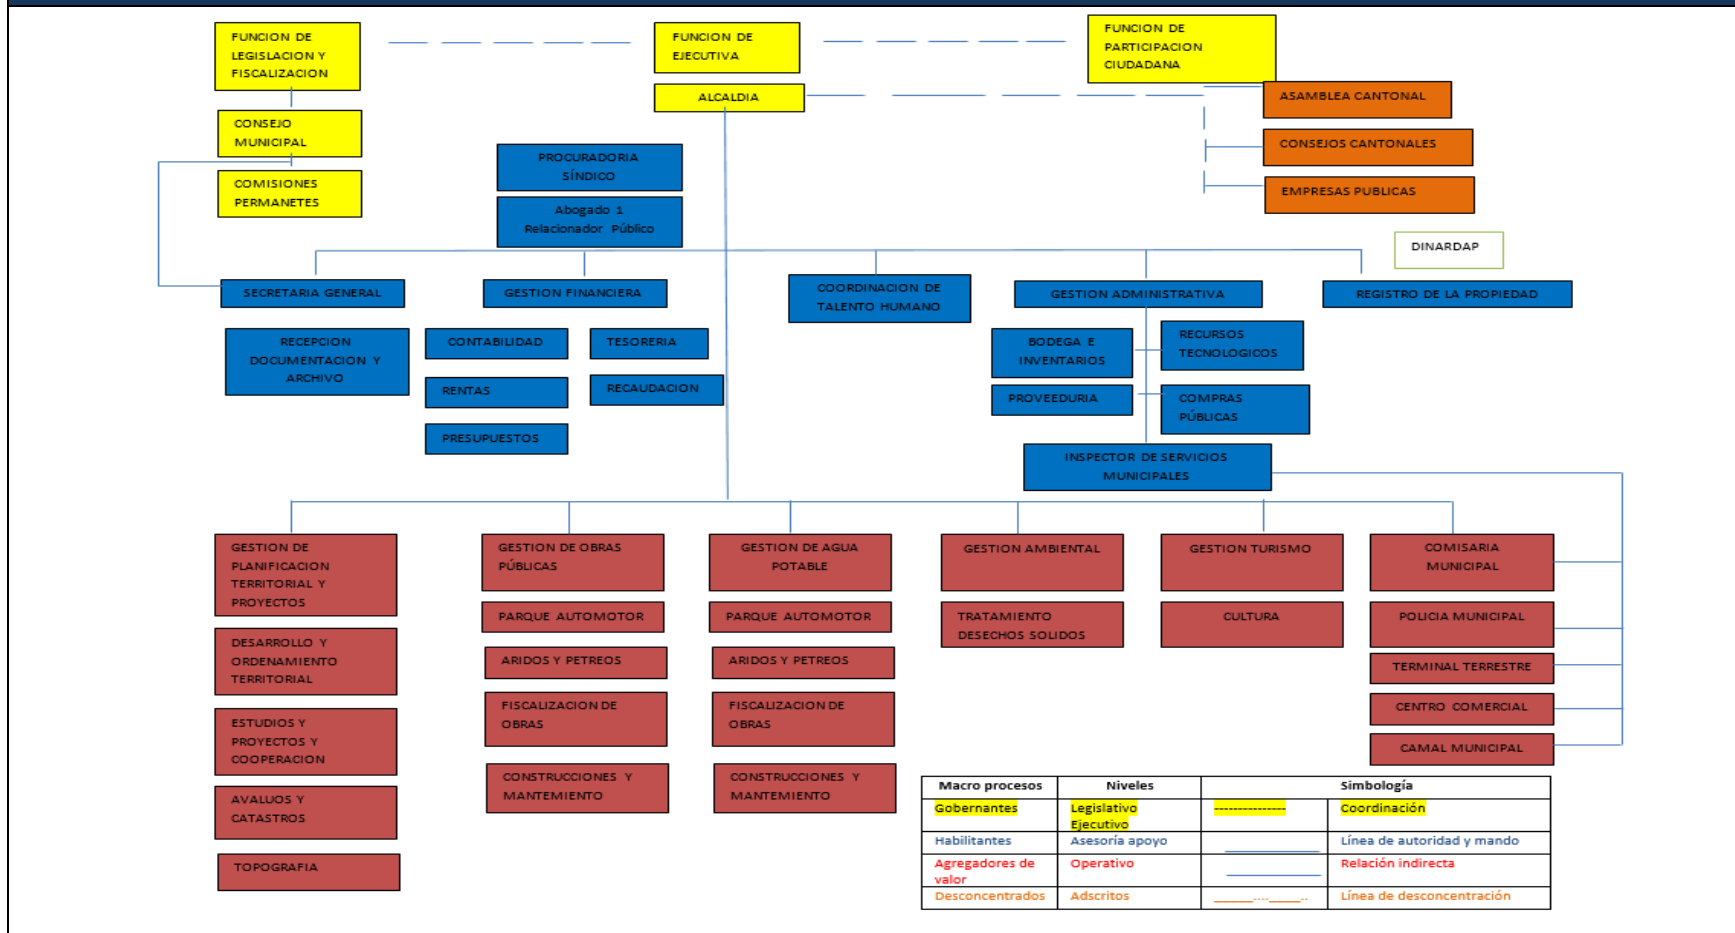 FUNCION DE
LEGISLACION Y
FISCALIZACION
FUNCION DE
EJECUTIVA
FUNCION DE
PARTICIPACION
CIUDADANA
ALCALDIA
ASAMBLEA CANTONAL
CONSEJO
MUNICIPAL
CONSEJOS CANTONALES
PROCURADORIA
SÍNDICO
COMISIONES
PERMANETES
EMPRESAS PUBLICAS
Abogado 1
Relacionador Público
DINARDAP
SECRETARIA GENERAL
GESTION FINANCIERA
COORDINACION DE
TALENTO HUMANO
GESTION ADMINISTRATIVA
REGISTRO DE LA PROPIEDAD
RECEPCION
DOCUMENTACION Y
ARCHIVO
CONTABILIDAD
TESORERIA
BODEGA E
INVENTARIOS
RECURSOS
TECNOLOGICOS
RENTAS
RECAUDACION
PROVEEDURIA
COMPRAS
PÚBLICAS
PRESUPUESTOS
INSPECTOR DE SERVICIOS
MUNICIPALES
GESTION DE
PLANIFICACION
TERRITORIAL Y
PROYECTOS
GESTION DE OBRAS
PÚBLICAS
GESTION DE AGUA
POTABLE
GESTION AMBIENTAL
GESTION TURISMO
COMISARIA
MUNICIPAL
PARQUE AUTOMOTOR
PARQUE AUTOMOTOR
TRATAMIENTO
DESECHOS SOLIDOS
CULTURA
POLICIA MUNICIPAL
DESARROLLO Y
ORDENAMIENTO
TERRITORIAL
ARIDOS Y PETREOS
ARIDOS Y PETREOS
TERMINAL TERRESTRE
ESTUDIOS Y
PROYECTOS Y
COOPERACION
FISCALIZACION DE
OBRAS
FISCALIZACION DE
OBRAS
CENTRO COMERCIAL
CAMAL MUNICIPAL
AVALUOS Y
CATASTROS
CONSTRUCCIONES Y
MANTEMIENTO
CONSTRUCCIONES Y
MANTEMIENTO
TOPOGRAFIA
Macro procesos Niveles Simbología
Gobernantes Legislativo
Ejecutivo --------------- Coordinación
Habilitantes Asesoría apoyo Línea de autoridad y mando
Agregadores de
valor Operativo Relación indirecta
Desconcentrados Adscritos _____...._____.. Línea de desconcentración